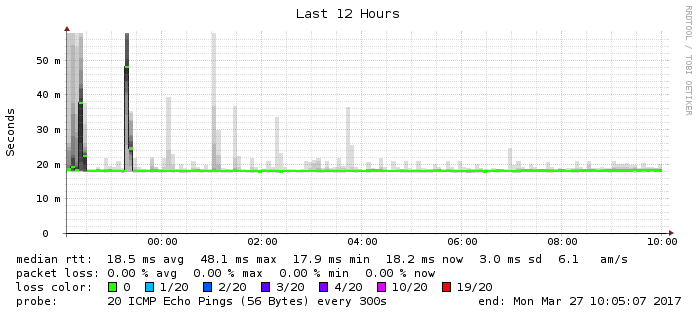 Last 12 Hours
RRDTOOL / TOBI OETIKER
Seconds
50 m
40 m
30 m
20 m
10 m
0
00:00 02:00 04:00 06:00 08:00 10:00
median rtt: 18.5 ms avg 48.1 ms max 17.9 ms min 18.2 ms now 3.0 ms sd 6.1 am/s
packet loss: 0.00 % avg 0.00 % max 0.00 % min 0.00 % now
loss color: 0 1/20 2/20 3/20 4/20 10/20 19/20
probe: 20 ICMP Echo Pings (56 Bytes) every 300s end: Mon Mar 27 10:05:07 2017